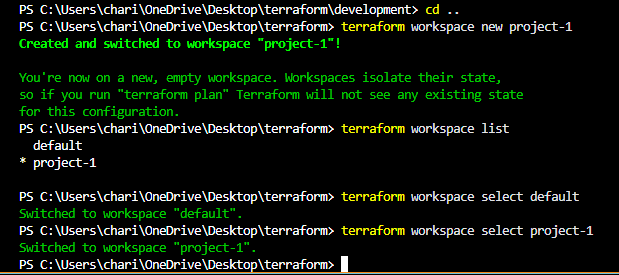 PS C:\Users\chari\OneDrive\Desktop\terraform\development> cd ..
PS C:\Users\chari\OneDrive\Desktop\terraform> terraform workspace new project-1
Created and switched to workspace "project-1"!
You're now on a new, empty workspace. Workspaces isolate their state,
so if you run "terraform plan" Terraform will not see any existing state
for this configuration.
PS C:\Users\chari\OneDrive\Desktop\terraform> terraform workspace list
default
* project-1
PS C:\Users\chari\OneDrive\Desktop\terraform> terraform workspace select default
Switched to workspace "default".
PS C:\Users\chari\OneDrive\Desktop\terraform> terraform workspace select project-1
Switched to workspace "project-1".
PS C:\Users\chari\OneDrive\Desktop\terraform>